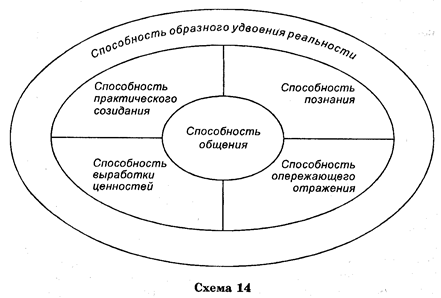 Способность образного удвоения реальности
Способность
практического
созидания
Способность
познания
Способность
общения
Способность
выработки
ценностей
Способность
опережающего
отражения
Схема 14